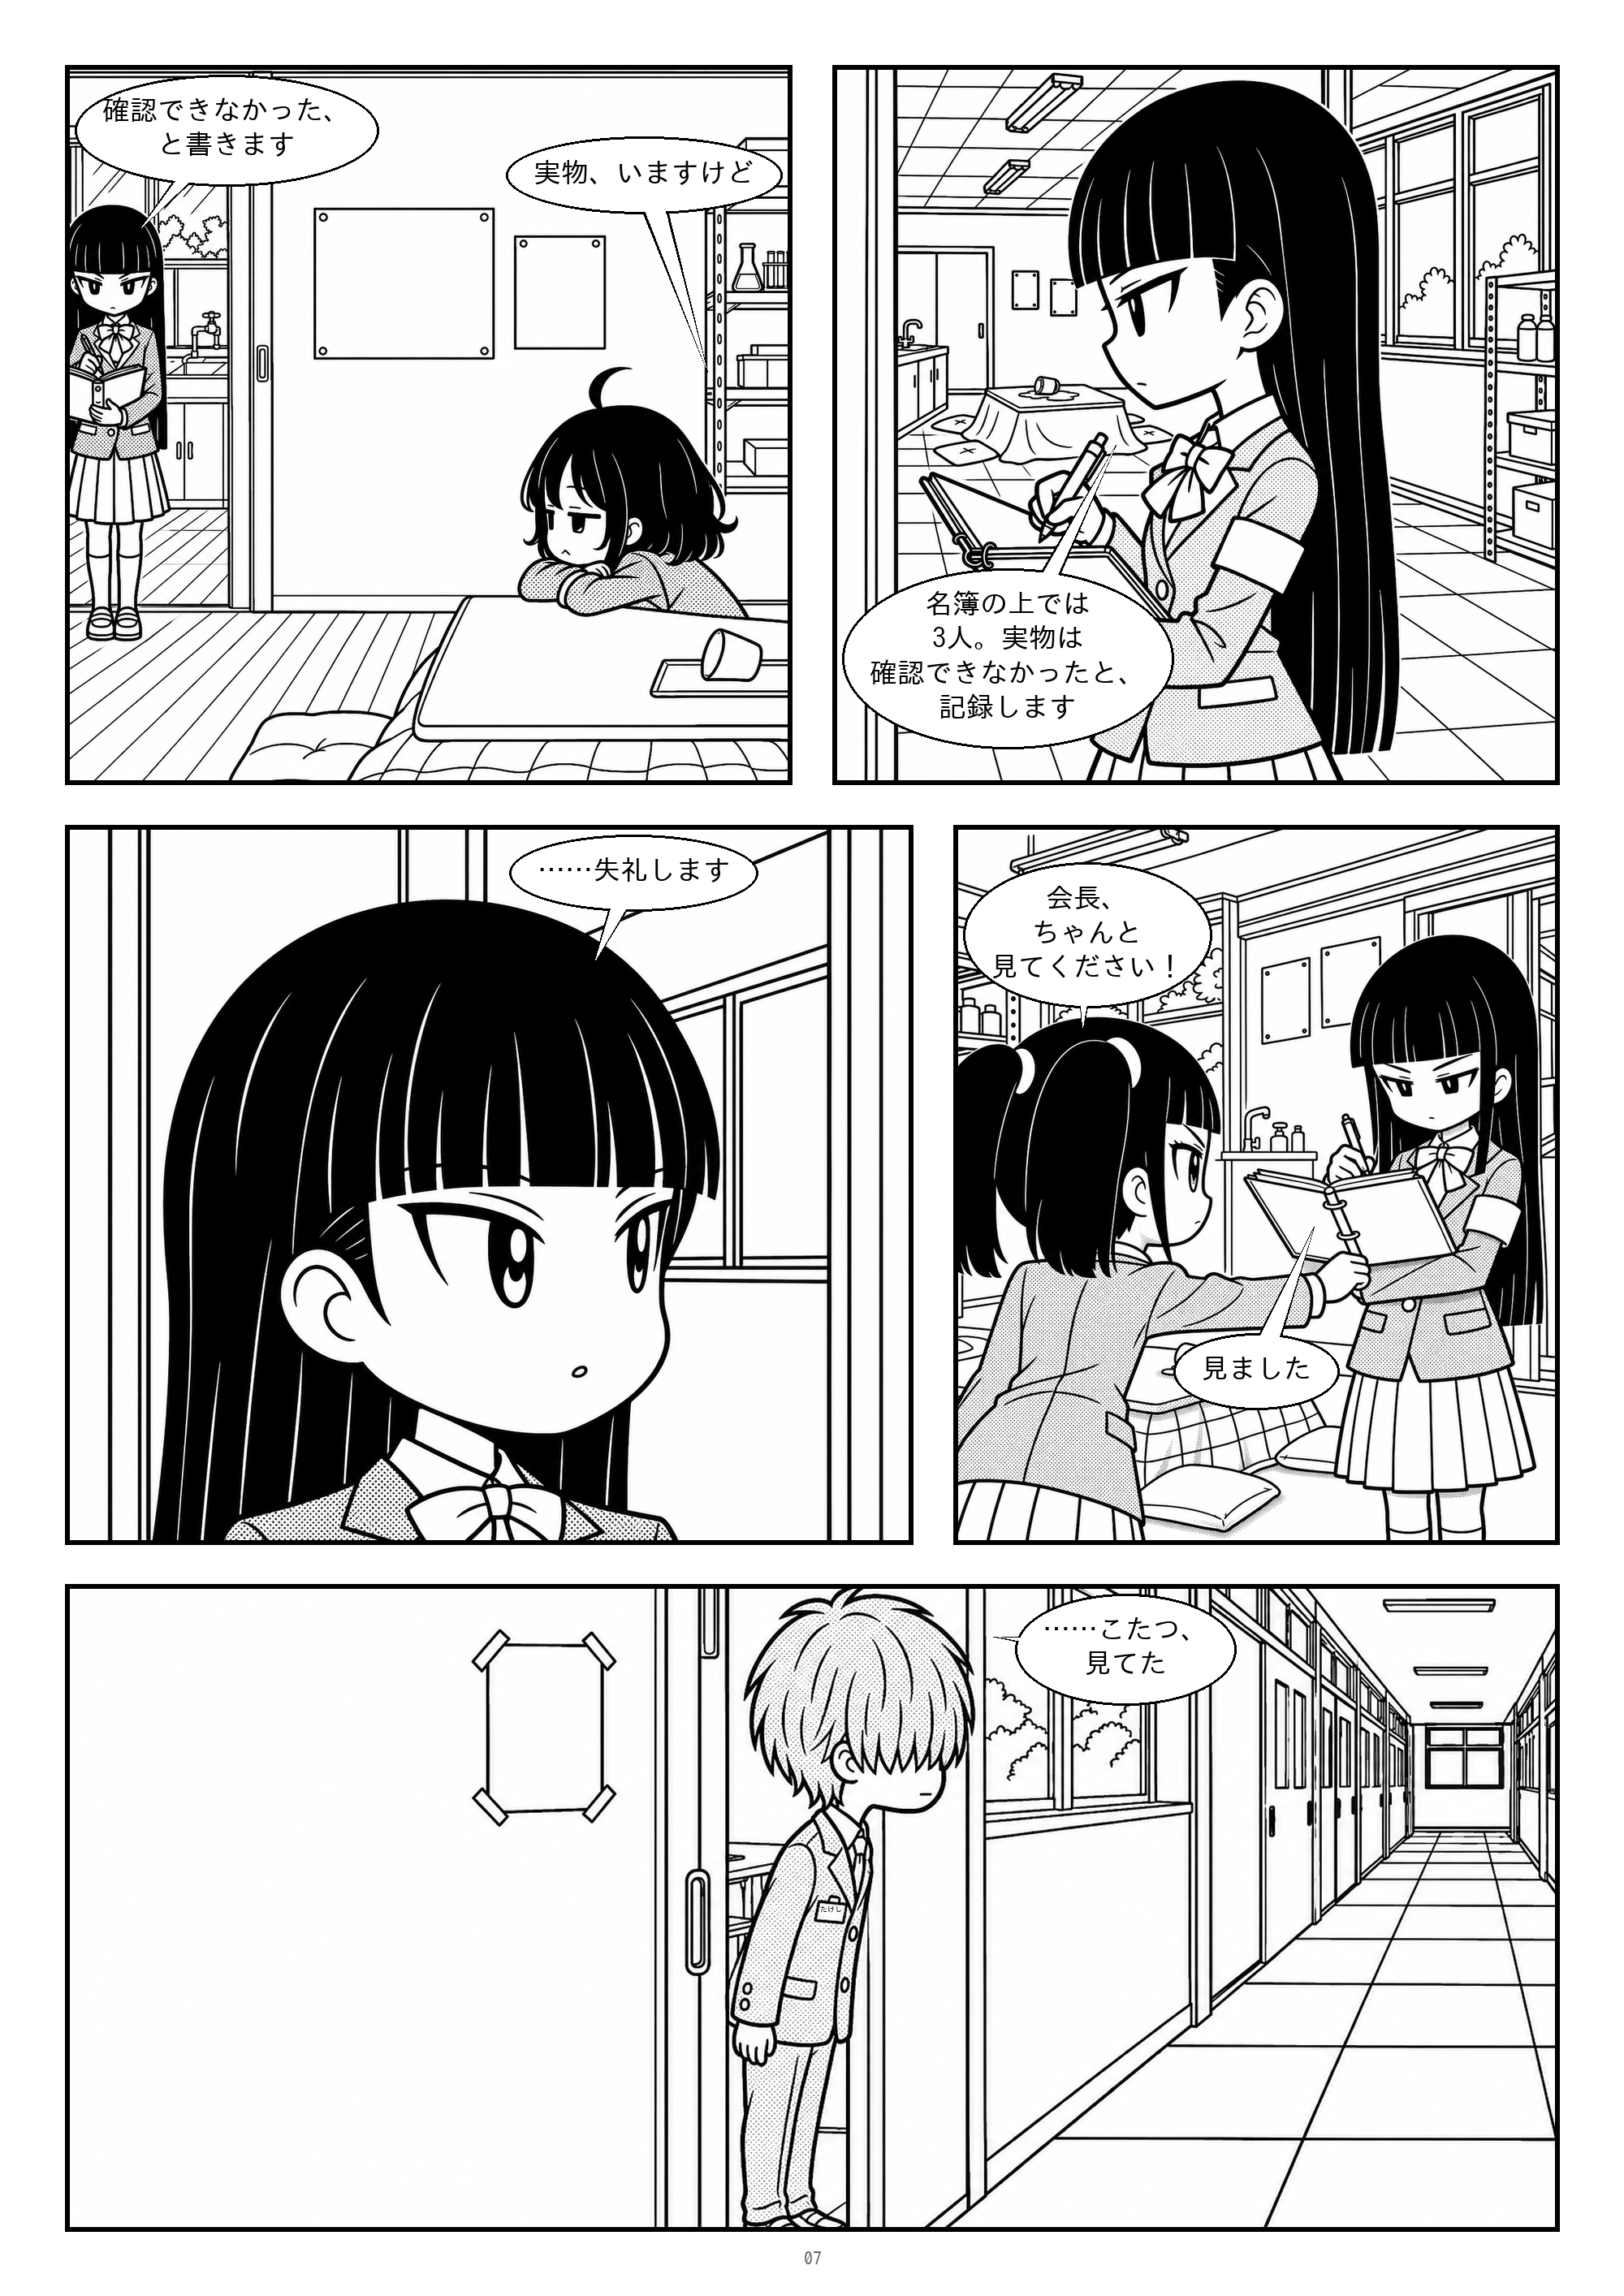 名簿の上では
3人。実物は
確認できなかったと、
記録します
実物、いますけど
確認できなかった、
と書きます
会長、
ちゃんと
見てください！
見ました
……失礼します
……こたつ、
見てた
たけし
07